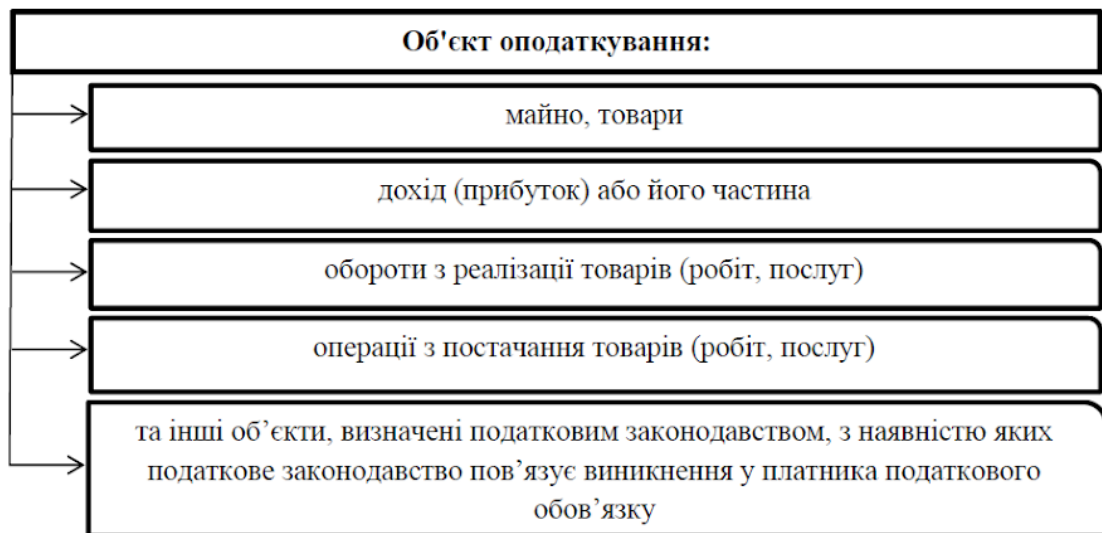 Об'єкт оподаткування:
майно, товари
дохід (прибуток) або його частина
обороти з реалізації товарів (робіт, послуг)
операції з постачання товарів (робіт, послуг)
та інші об’єкти, визначені податковим законодавством, з наявністю яких
податкове законодавство пов’язує виникнення у платника податкового
обов’язку